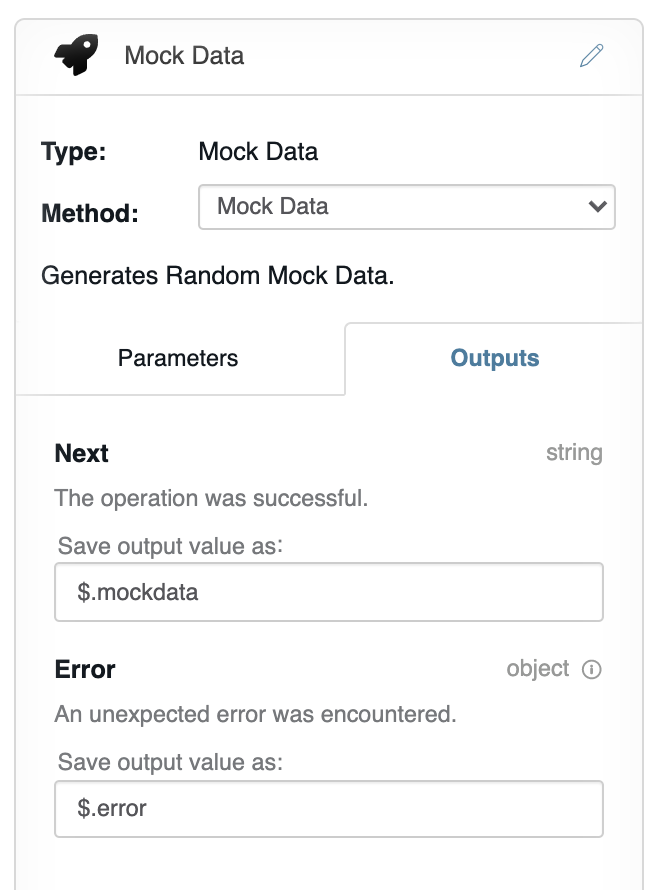 Mock Data
Type: Mock Data
Method: Mock Data
Generates Random Mock Data.
Parameters Outputs
Next string
The operation was successful.
Save output value as:
$.mockdata
Error object
An unexpected error was encountered.
Save output value as:
$.error